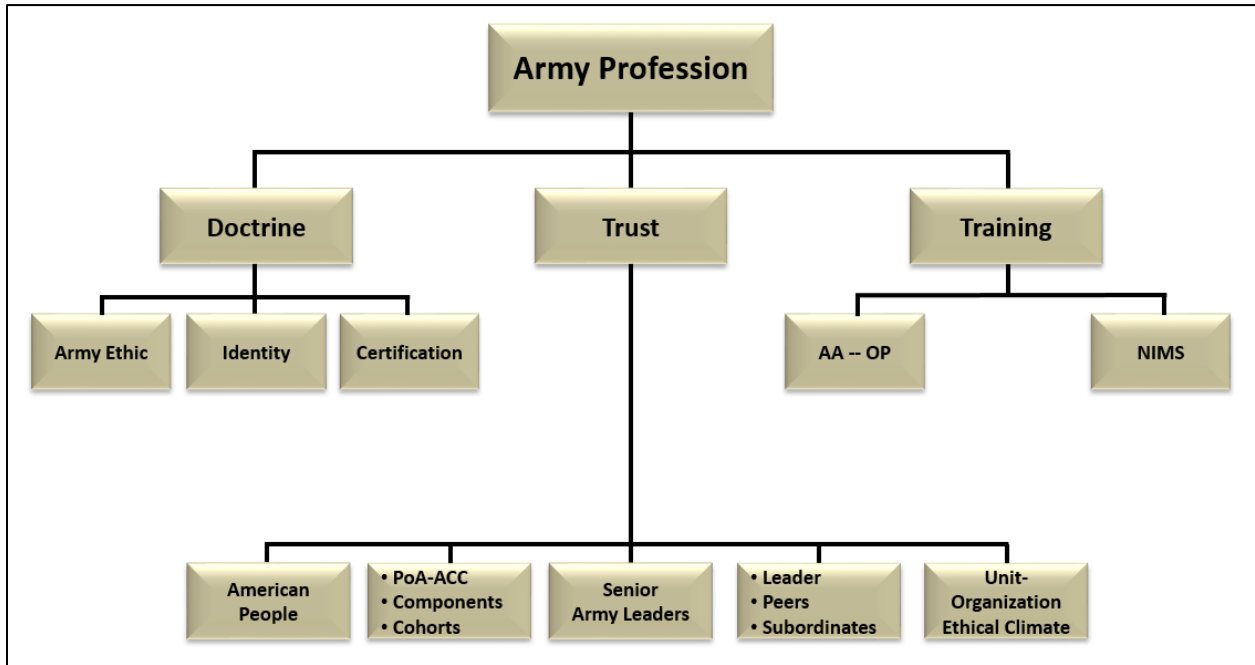 Army Profession
Doctrine
Trust
Training
Army Ethic
Identity
Certification
AA -- OP
NIMS
American
People
• PoA-ACC
• Components
• Cohorts
Senior
Army Leaders
• Leader
• Peers
• Subordinates
Unit-
Organization
Ethical Climate